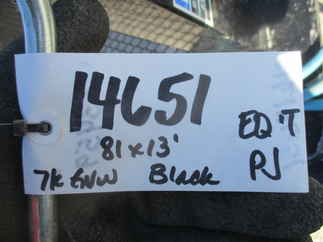 14651
81 x 13'
EQ'T
7K GVW Black PJ